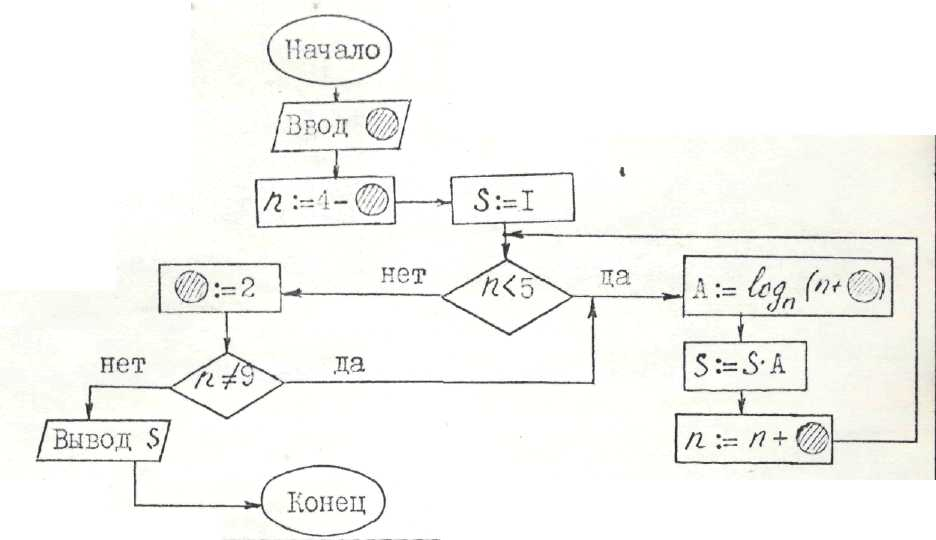 Начало
Ввод
n:=4-
S:=I
нет
n<5
да
:=2
A:= log_n (n+ )
нет
n≠9
да
S:=S·A
Вывод S
n:= n+
Конец